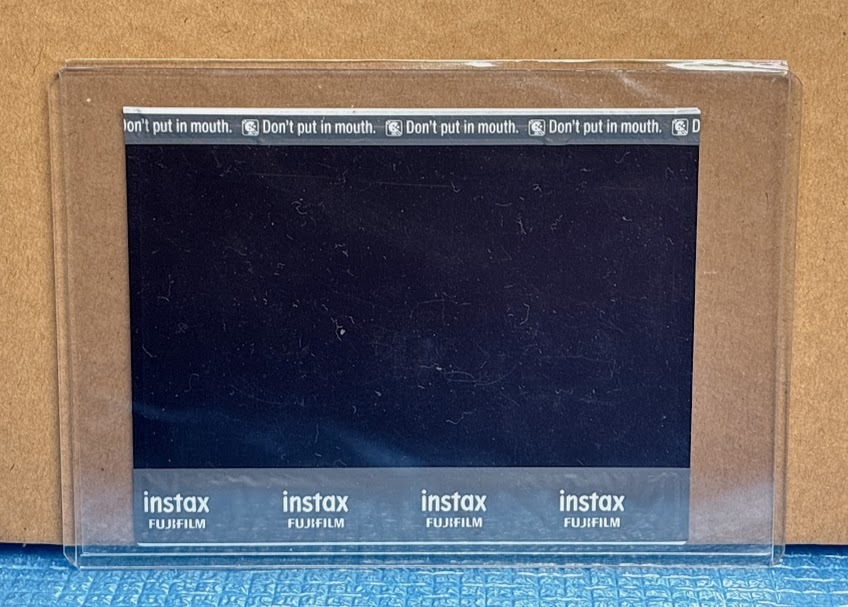 on't put in mouth. Don't put in mouth. Don't put in mouth. Don't put in mouth. D
instax instax instax instax
FUJIFILM FUJIFILM FUJIFILM FUJIFILM